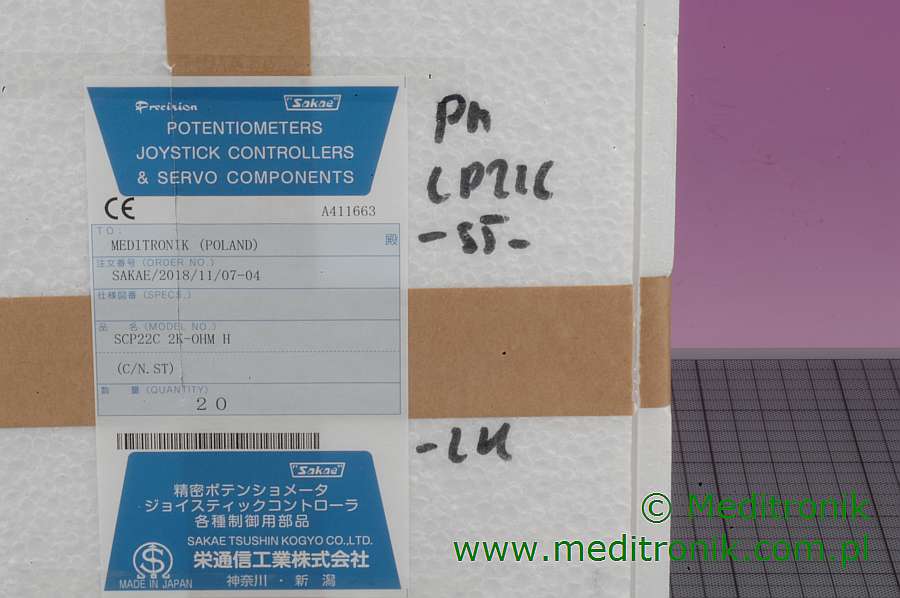 Precision
"Sakae"
POTENTIOMETERS
JOYSTICK CONTROLLERS
& SERVO COMPONENTS
CE
A411663
TO:
MEDITRONIK (POLAND)
殿
注文番号 (ORDER NO.)
SAKAE/2018/11/07-04
仕様図番 (SPECS.)
品 名 (MODEL NO.)
SCP22C 2K-OHM H
(C/N.ST)
数 量 (QUANTITY)
20
"Sakae"
精密ポテンショメータ
ジョイスティックコントローラ
各種制御用部品
SAKAE TSUSHIN KOGYO CO.,LTD.
栄通信工業株式会社
MADE IN JAPAN
神奈川・新潟
-ST-
© Meditronik
www.meditronik.com.pl